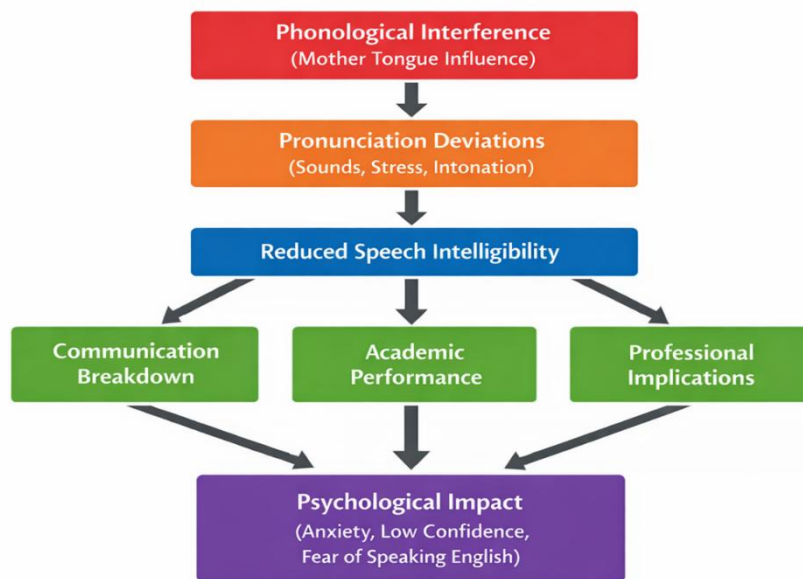 Phonological Interference
(Mother Tongue Influence)
Pronunciation Deviations
(Sounds, Stress, Intonation)
Reduced Speech Intelligibility
Communication
Breakdown
Academic
Performance
Professional
Implications
Psychological Impact
(Anxiety, Low Confidence,
Fear of Speaking English)